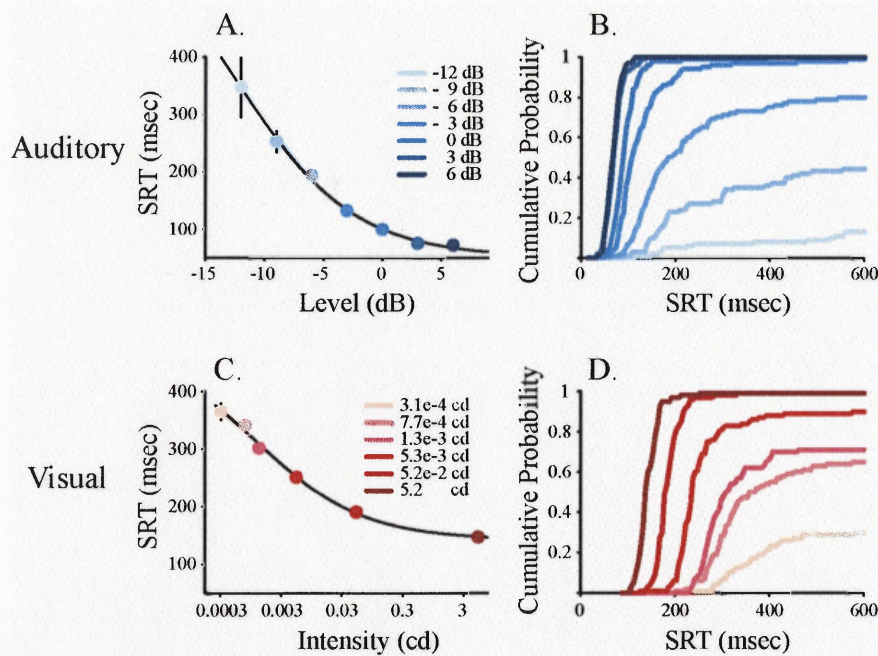 A.
B.
Auditory
SRT (msec)
400
300
200
100
-15
-10
-5
0
5
Level (dB)
-12 dB
- 9 dB
- 6 dB
- 3 dB
0 dB
3 dB
6 dB
Cumulative Probability
1
0.8
0.6
0.4
0.2
0
200
400
600
SRT (msec)
C.
D.
Visual
SRT (msec)
400
300
200
100
0.0003
0.003
0.03
0.3
3
Intensity (cd)
3.1e-4 cd
7.7e-4 cd
1.3e-3 cd
5.3e-3 cd
5.2e-2 cd
5.2 cd
Cumulative Probability
1
0.8
0.6
0.4
0.2
0
200
400
600
SRT (msec)